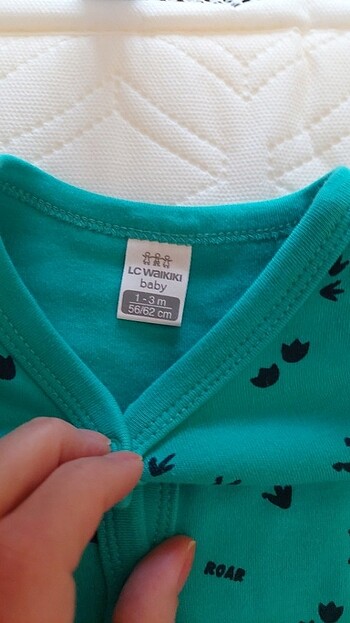 LC WAIKIKI
baby
1 - 3 m
56/62 cm
ROAR